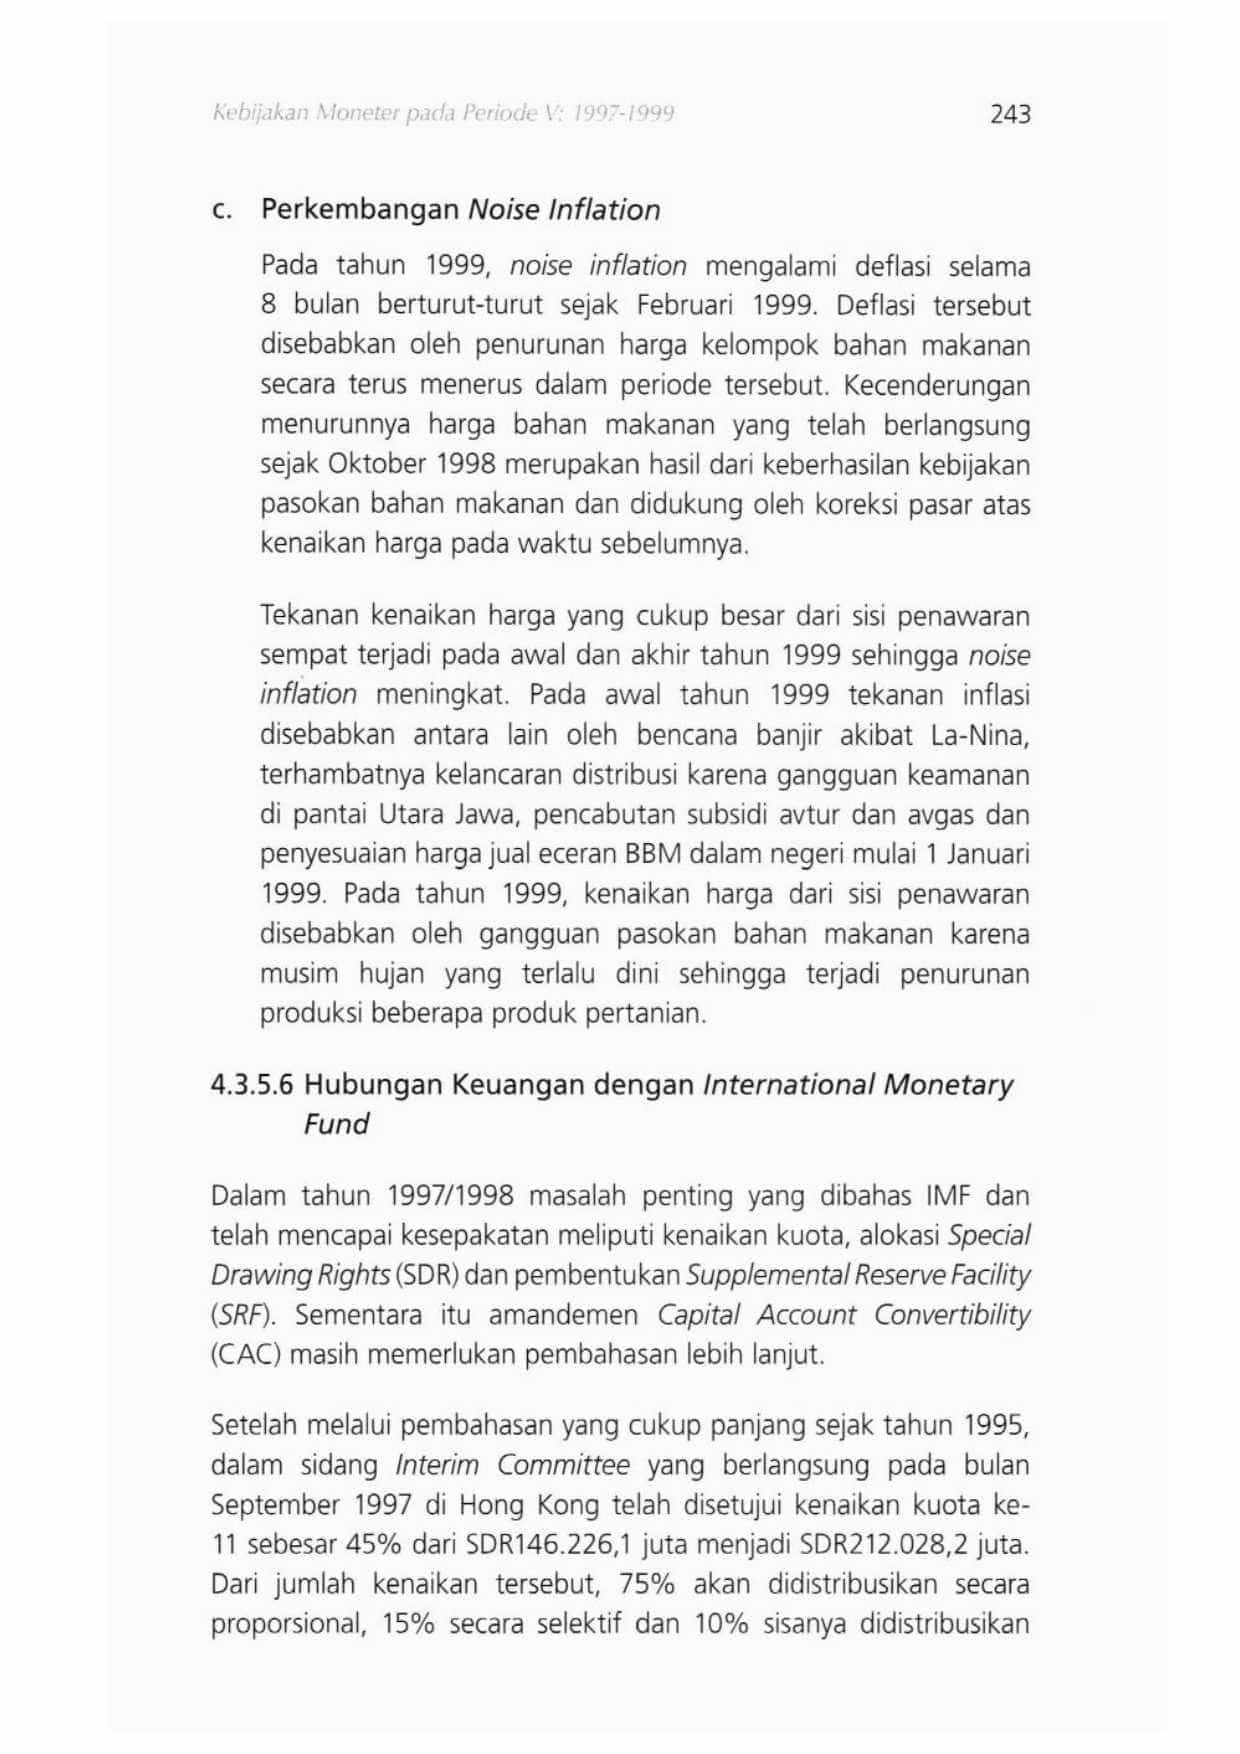 Kebijakan Moneter pada Periode V: 1997-1999 243
c. Perkembangan Noise Inflation
Pada tahun 1999, noise inflation mengalami deflasi selama
8 bulan berturut-turut sejak Februari 1999. Deflasi tersebut
disebabkan oleh penurunan harga kelompok bahan makanan
secara terus menerus dalam periode tersebut. Kecenderungan
menurunnya harga bahan makanan yang telah berlangsung
sejak Oktober 1998 merupakan hasil dari keberhasilan kebijakan
pasokan bahan makanan dan didukung oleh koreksi pasar atas
kenaikan harga pada waktu sebelumnya.
Tekanan kenaikan harga yang cukup besar dari sisi penawaran
sempat terjadi pada awal dan akhir tahun 1999 sehingga noise
inflation meningkat. Pada awal tahun 1999 tekanan inflasi
disebabkan antara lain oleh bencana banjir akibat La-Nina,
terhambatnya kelancaran distribusi karena gangguan keamanan
di pantai Utara Jawa, pencabutan subsidi avtur dan avgas dan
penyesuaian harga jual eceran BBM dalam negeri mulai 1 Januari
1999. Pada tahun 1999, kenaikan harga dari sisi penawaran
disebabkan oleh gangguan pasokan bahan makanan karena
musim hujan yang terlalu dini sehingga terjadi penurunan
produksi beberapa produk pertanian.
4.3.5.6 Hubungan Keuangan dengan International Monetary
Fund
Dalam tahun 1997/1998 masalah penting yang dibahas IMF dan
telah mencapai kesepakatan meliputi kenaikan kuota, alokasi Special
Drawing Rights (SDR) dan pembentukan Supplemental Reserve Facility
(SRF). Sementara itu amandemen Capital Account Convertibility
(CAC) masih memerlukan pembahasan lebih lanjut.
Setelah melalui pembahasan yang cukup panjang sejak tahun 1995,
dalam sidang Interim Committee yang berlangsung pada bulan
September 1997 di Hong Kong telah disetujui kenaikan kuota ke-
11 sebesar 45% dari SDR146.226,1 juta menjadi SDR212.028,2 juta.
Dari jumlah kenaikan tersebut, 75% akan didistribusikan secara
proporsional, 15% secara selektif dan 10% sisanya didistribusikan